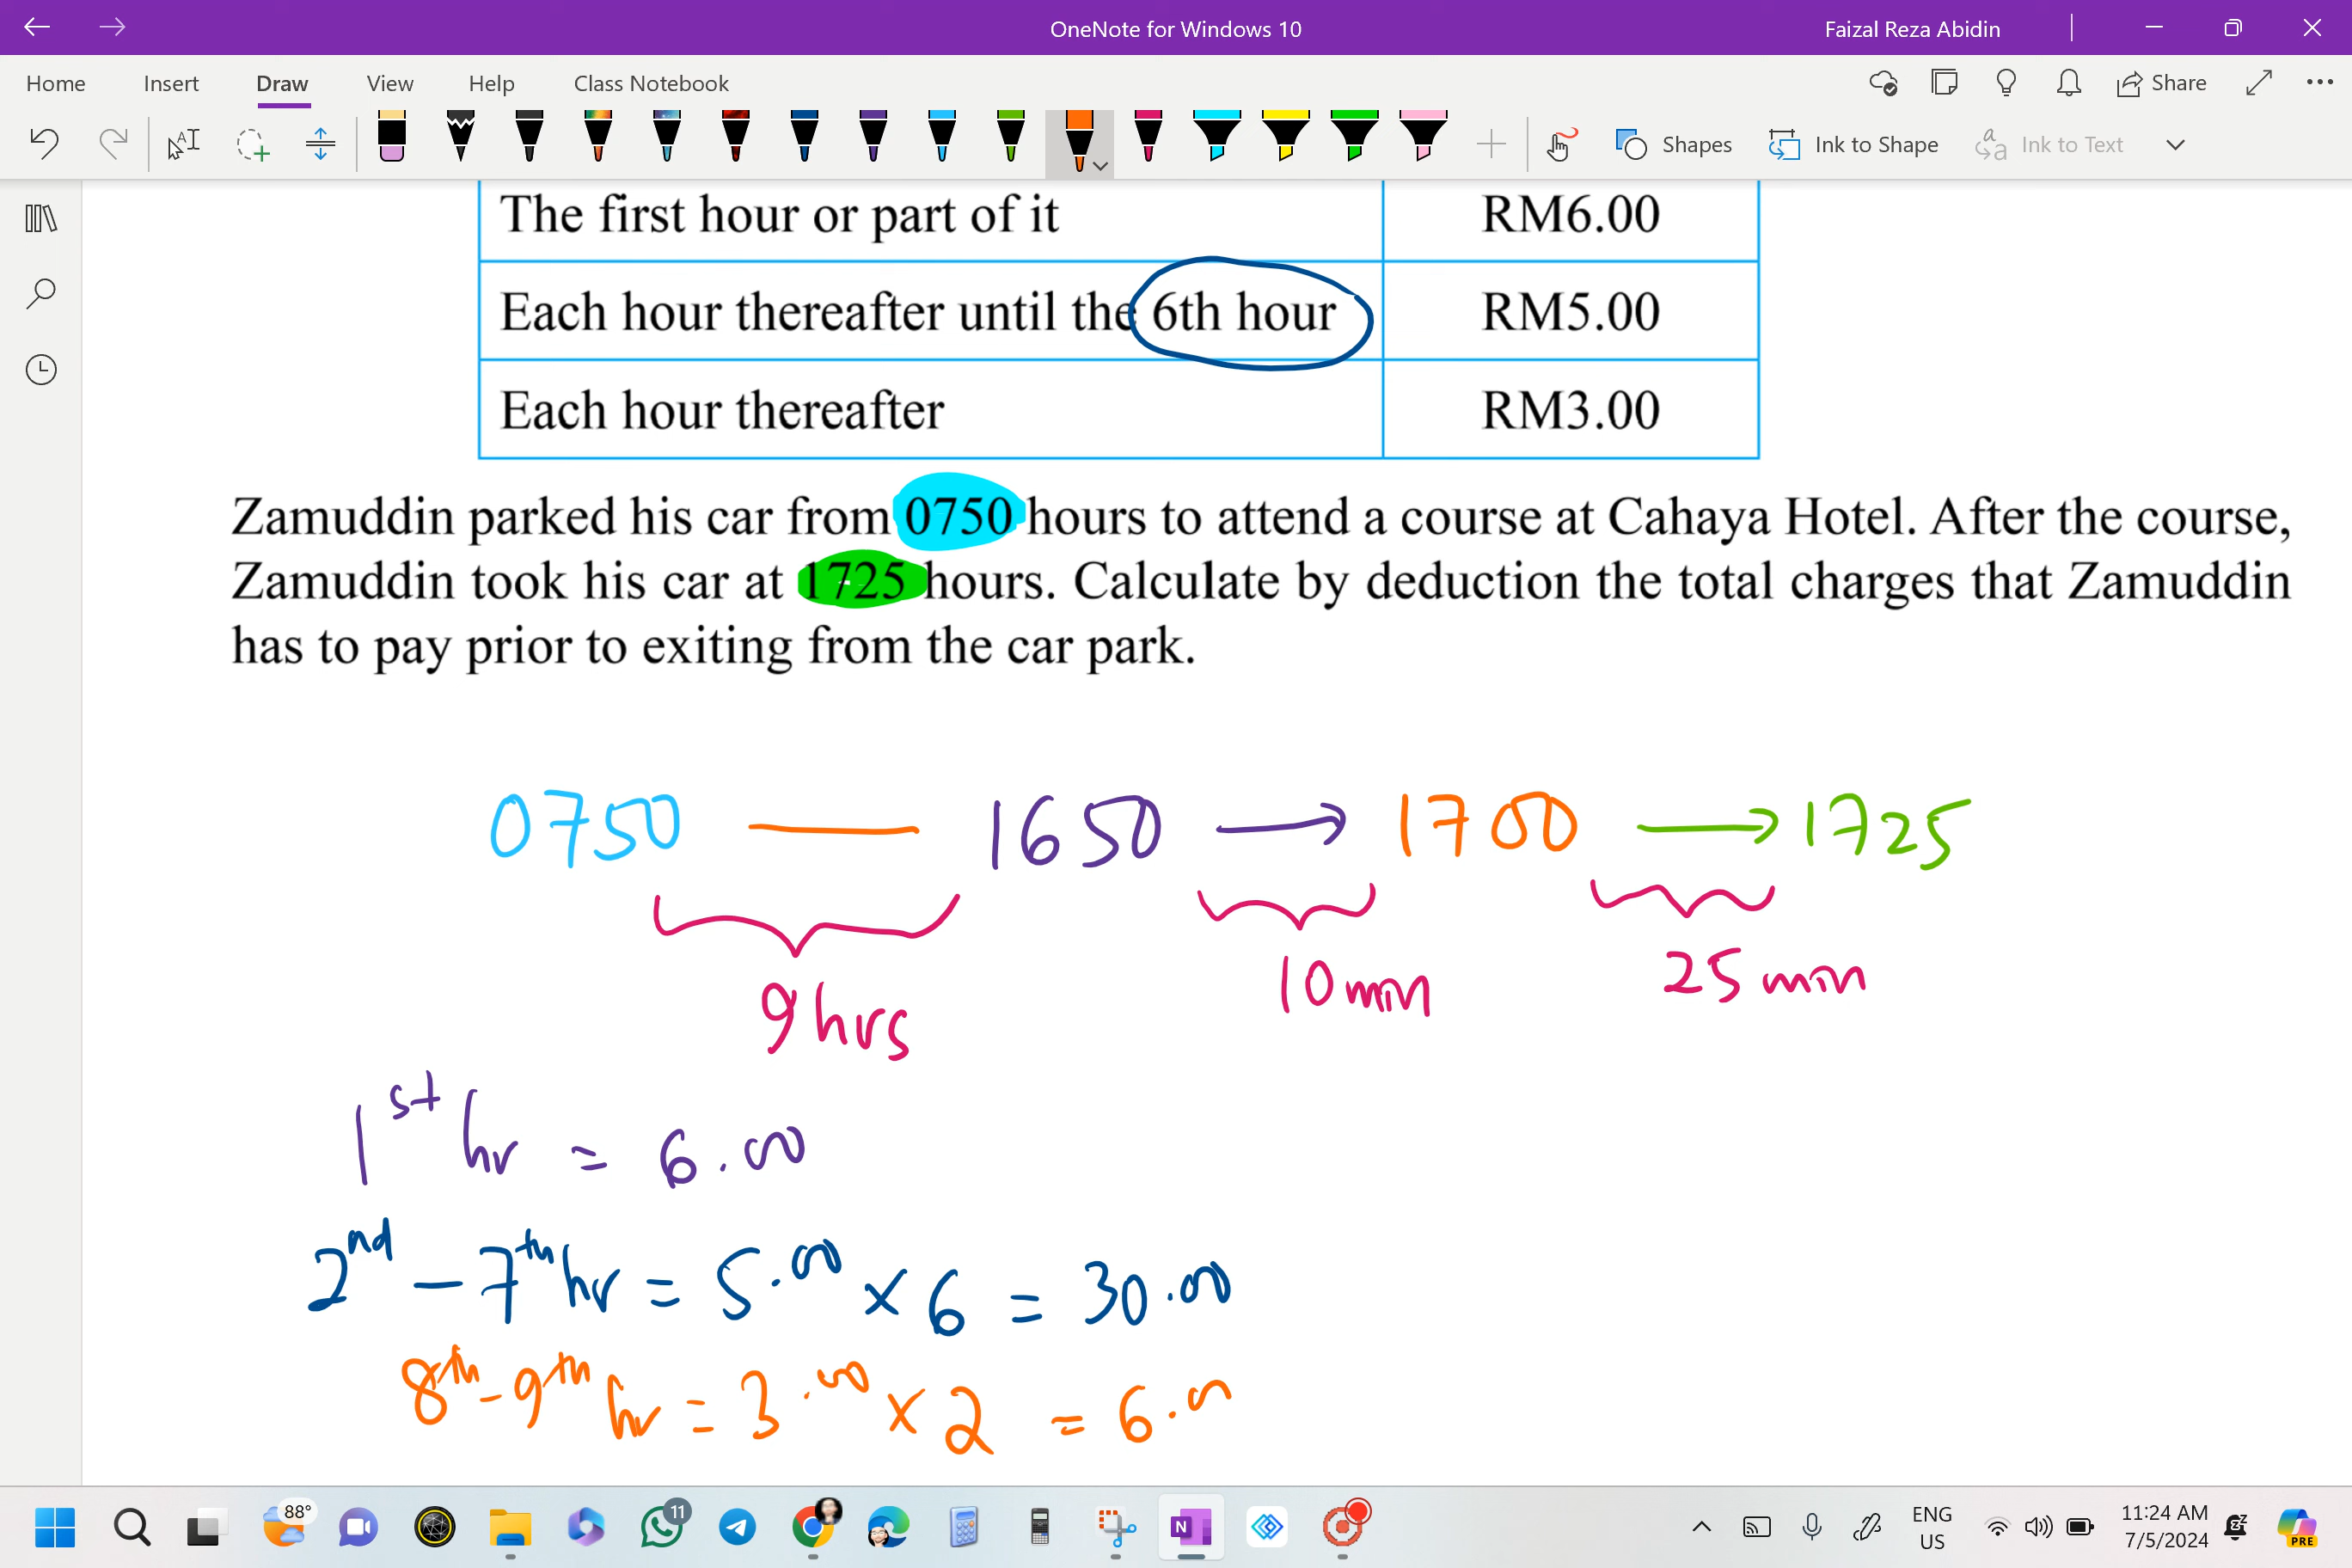 OneNote for Windows 10
Faizal Reza Abidin
Home Insert Draw View Help Class Notebook Share
Shapes Ink to Shape Ink to Text
The first hour or part of it RM6.00
Each hour thereafter until the 6th hour RM5.00
Each hour thereafter RM3.00
Zamuddin parked his car from 0750 hours to attend a course at Cahaya Hotel. After the course,
Zamuddin took his car at 1725 hours. Calculate by deduction the total charges that Zamuddin
has to pay prior to exiting from the car park.
0750 — 1650 → 1700 → 1725
9 hrs 10 min 25 min
1st hr = 6.00
2nd - 7th hr = 5.00 × 6 = 30.00
8th - 9th hr = 3.00 × 2 = 6.0
88° 11 ENG 11:24 AM
US 7/5/2024 PRE